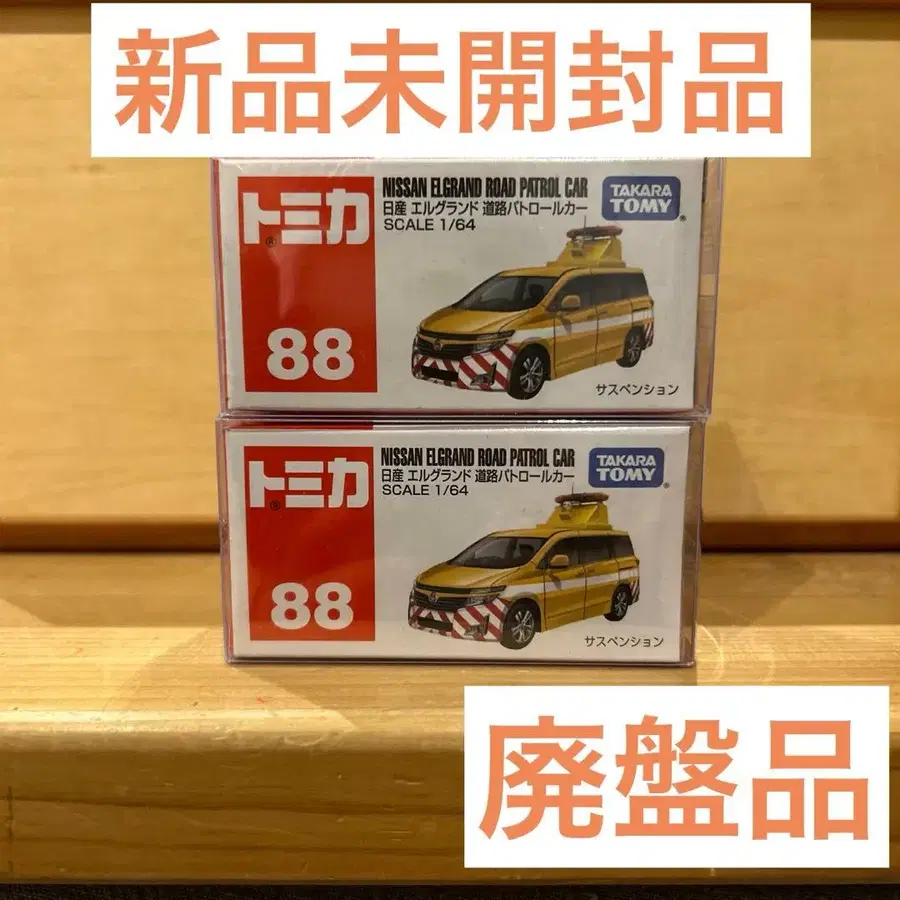 新品未開封品
トミカ
®
88
NISSAN ELGRAND ROAD PATROL CAR
日産 エルグランド 道路パトロールカー
SCALE 1/64
TAKARA
TOMY®
サスペンション
トミカ
®
88
NISSAN ELGRAND ROAD PATROL CAR
日産 エルグランド 道路パトロールカー
SCALE 1/64
TAKARA
TOMY®
サスペンション
廃盤品